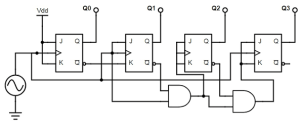 Q0 Q1 Q2 Q3
Vdd
J Q J Q J Q J Q
K Q̅ K Q̅ K Q̅ K Q̅